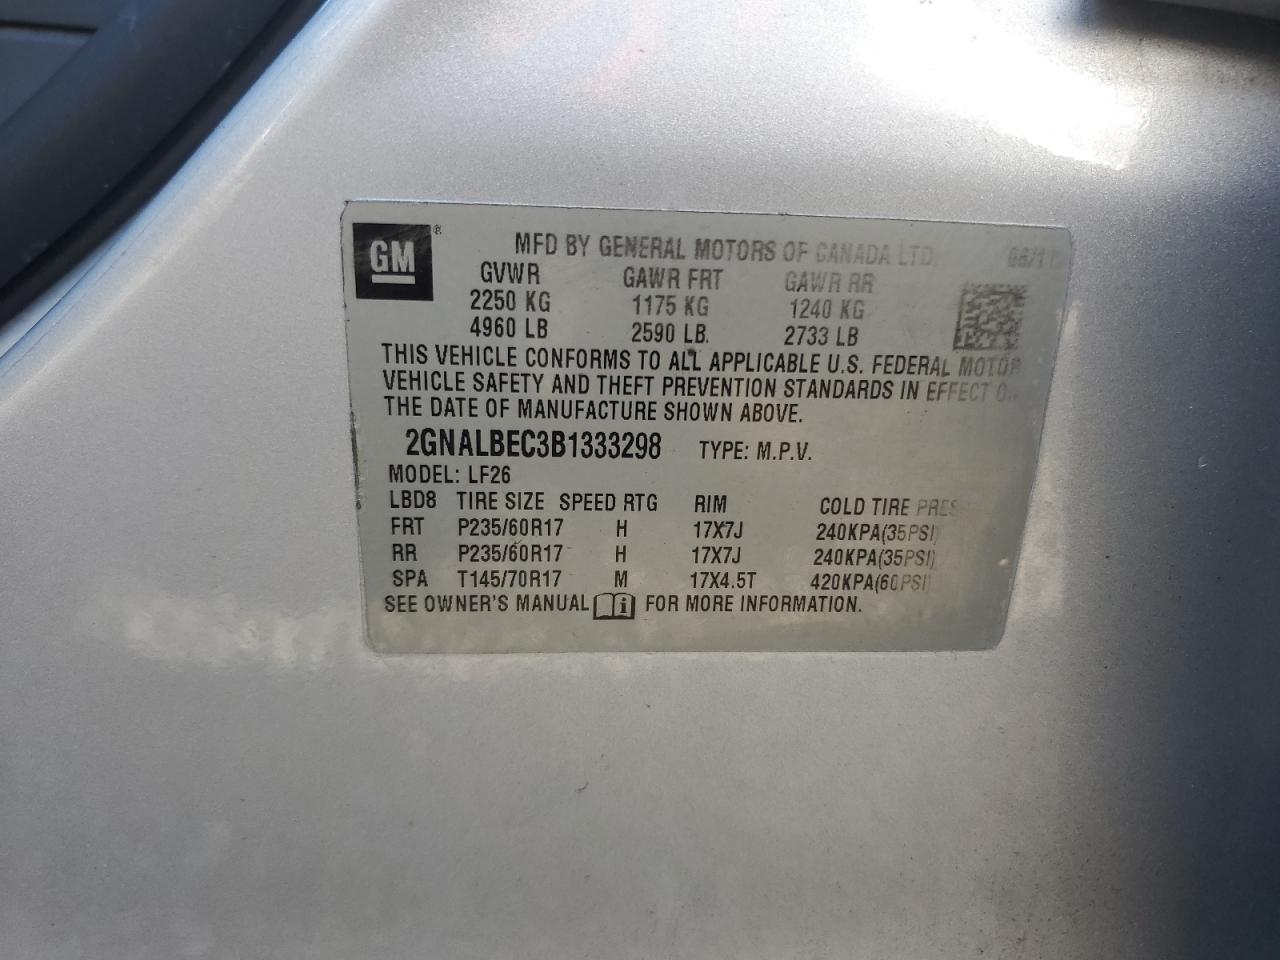 GM ® MFD BY GENERAL MOTORS OF CANADA LTD.
GVWR GAWR FRT GAWR RR
2250 KG 1175 KG 1240 KG
4960 LB 2590 LB 2733 LB
THIS VEHICLE CONFORMS TO ALL APPLICABLE U.S. FEDERAL MOTOR
VEHICLE SAFETY AND THEFT PREVENTION STANDARDS IN EFFECT
THE DATE OF MANUFACTURE SHOWN ABOVE.
2GNALBEC3B1333298 TYPE: M.P.V.
MODEL: LF26
LBD8 TIRE SIZE SPEED RTG RIM COLD TIRE PRES
FRT P235/60R17 H 17X7J 240KPA(35PSI)
RR P235/60R17 H 17X7J 240KPA(35PSI)
SPA T145/70R17 M 17X4.5T 420KPA(60PSI)
SEE OWNER'S MANUAL FOR MORE INFORMATION.